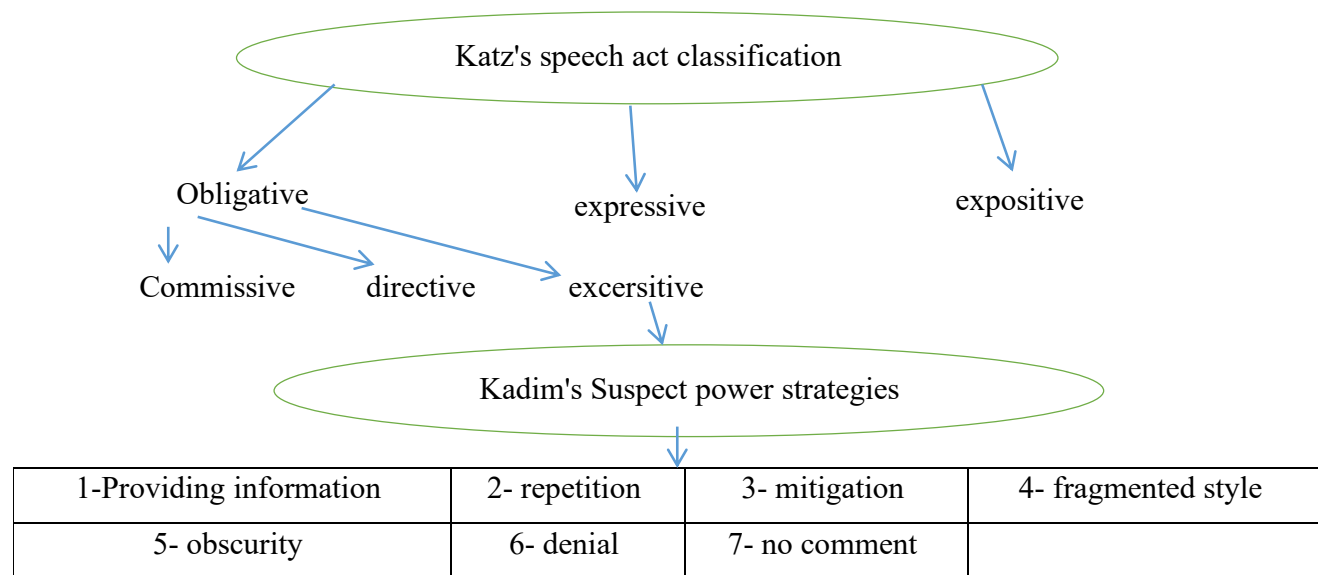 Katz's speech act classification
Obligative
expressive
expositive
Commissive
directive
excersitive
Kadim's Suspect power strategies
1-Providing information
2- repetition
3- mitigation
4- fragmented style
5- obscurity
6- denial
7- no comment